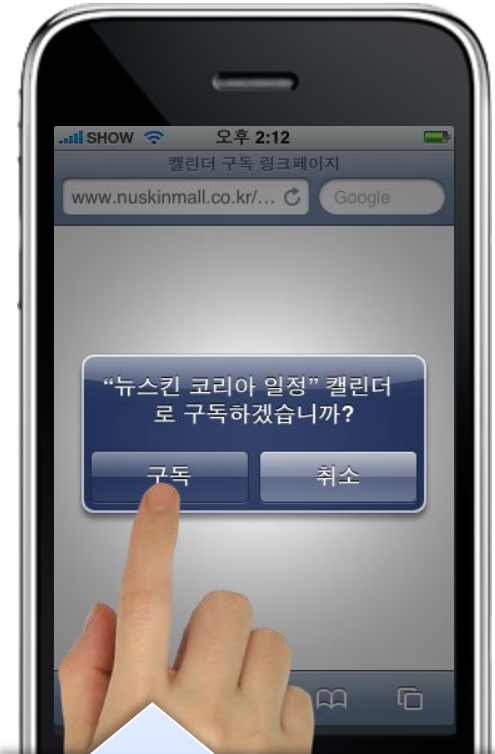 SHOW 오후 2:12
캘린더 구독 링크페이지
www.nuskinmall.co.kr/... Google
“뉴스킨 코리아 일정” 캘린더
로 구독하겠습니까?
구독 취소